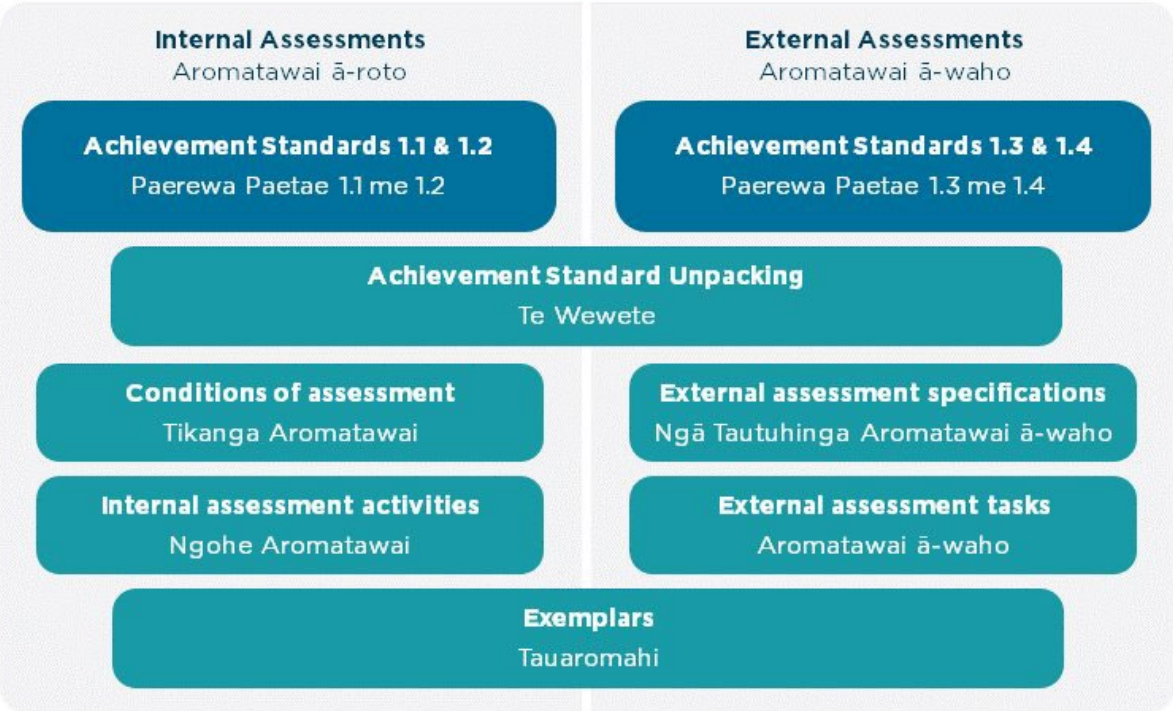 Internal Assessments
Aromatawai ā-roto
Achievement Standards 1.1 & 1.2
Paerewa Paetae 1.1 me 1.2
External Assessments
Aromatawai ā-waho
Achievement Standards 1.3 & 1.4
Paerewa Paetae 1.3 me 1.4
Achievement Standard Unpacking
Te Wewete
Conditions of assessment
Tikanga Aromatawai
External assessment specifications
Ngā Tautuhinga Aromatawai ā-waho
Internal assessment activities
Ngohe Aromatawai
External assessment tasks
Aromatawai ā-waho
Exemplars
Tauaromahi